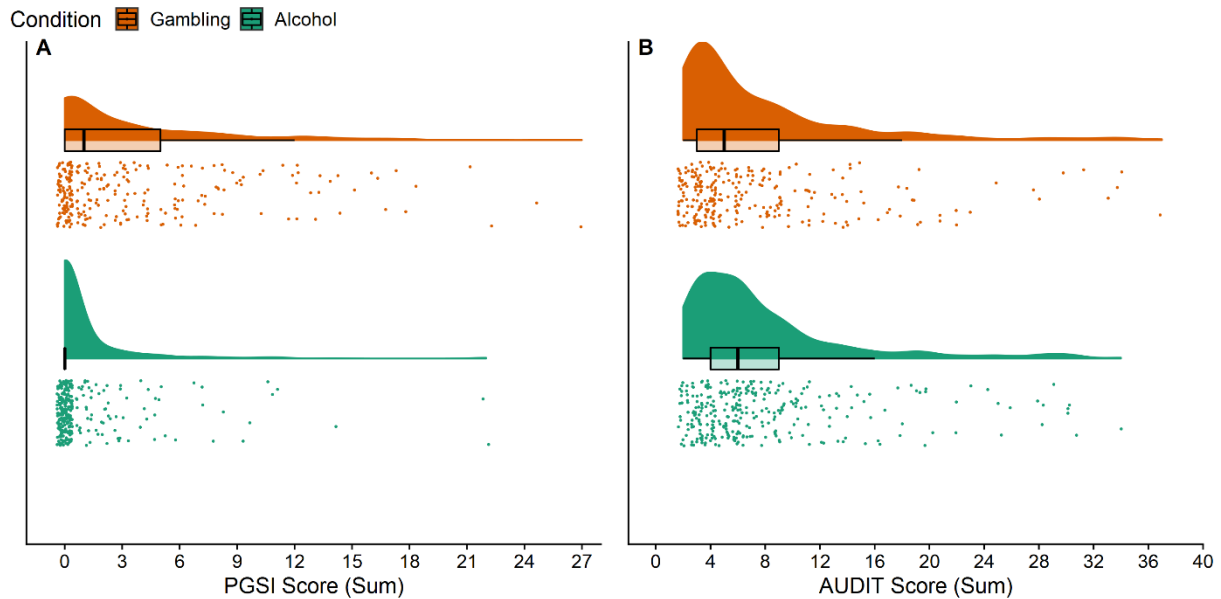 Condition Gambling Alcohol
A
B
0 3 6 9 12 15 18 21 24 27
PGSI Score (Sum)
0 4 8 12 16 20 24 28 32 36 40
AUDIT Score (Sum)